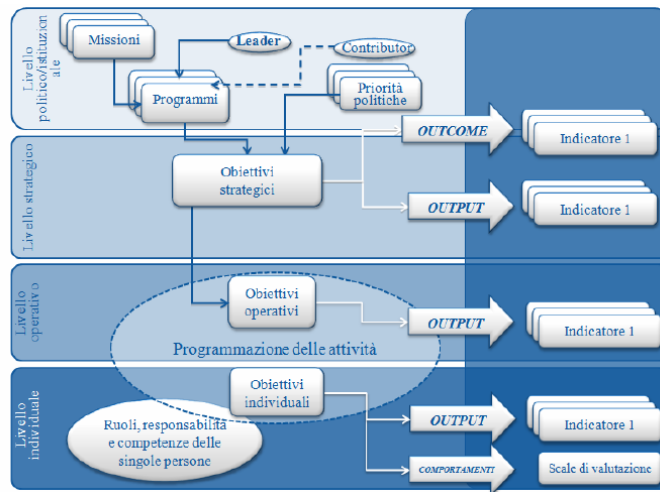 Livello
politico/istituzion
ale
Missioni
Leader
Contributor
Programmi
Priorità
politiche
OUTCOME
Indicatore 1
Livello strategico
Obiettivi
strategici
OUTPUT
Indicatore 1
Livello
operativo
Obiettivi
operativi
OUTPUT
Indicatore 1
Programmazione delle attività
Livello
individuale
Obiettivi
individuali
Ruoli, responsabilità
e competenze delle
singole persone
OUTPUT
Indicatore 1
COMPORTAMENTI
Scale di valutazione